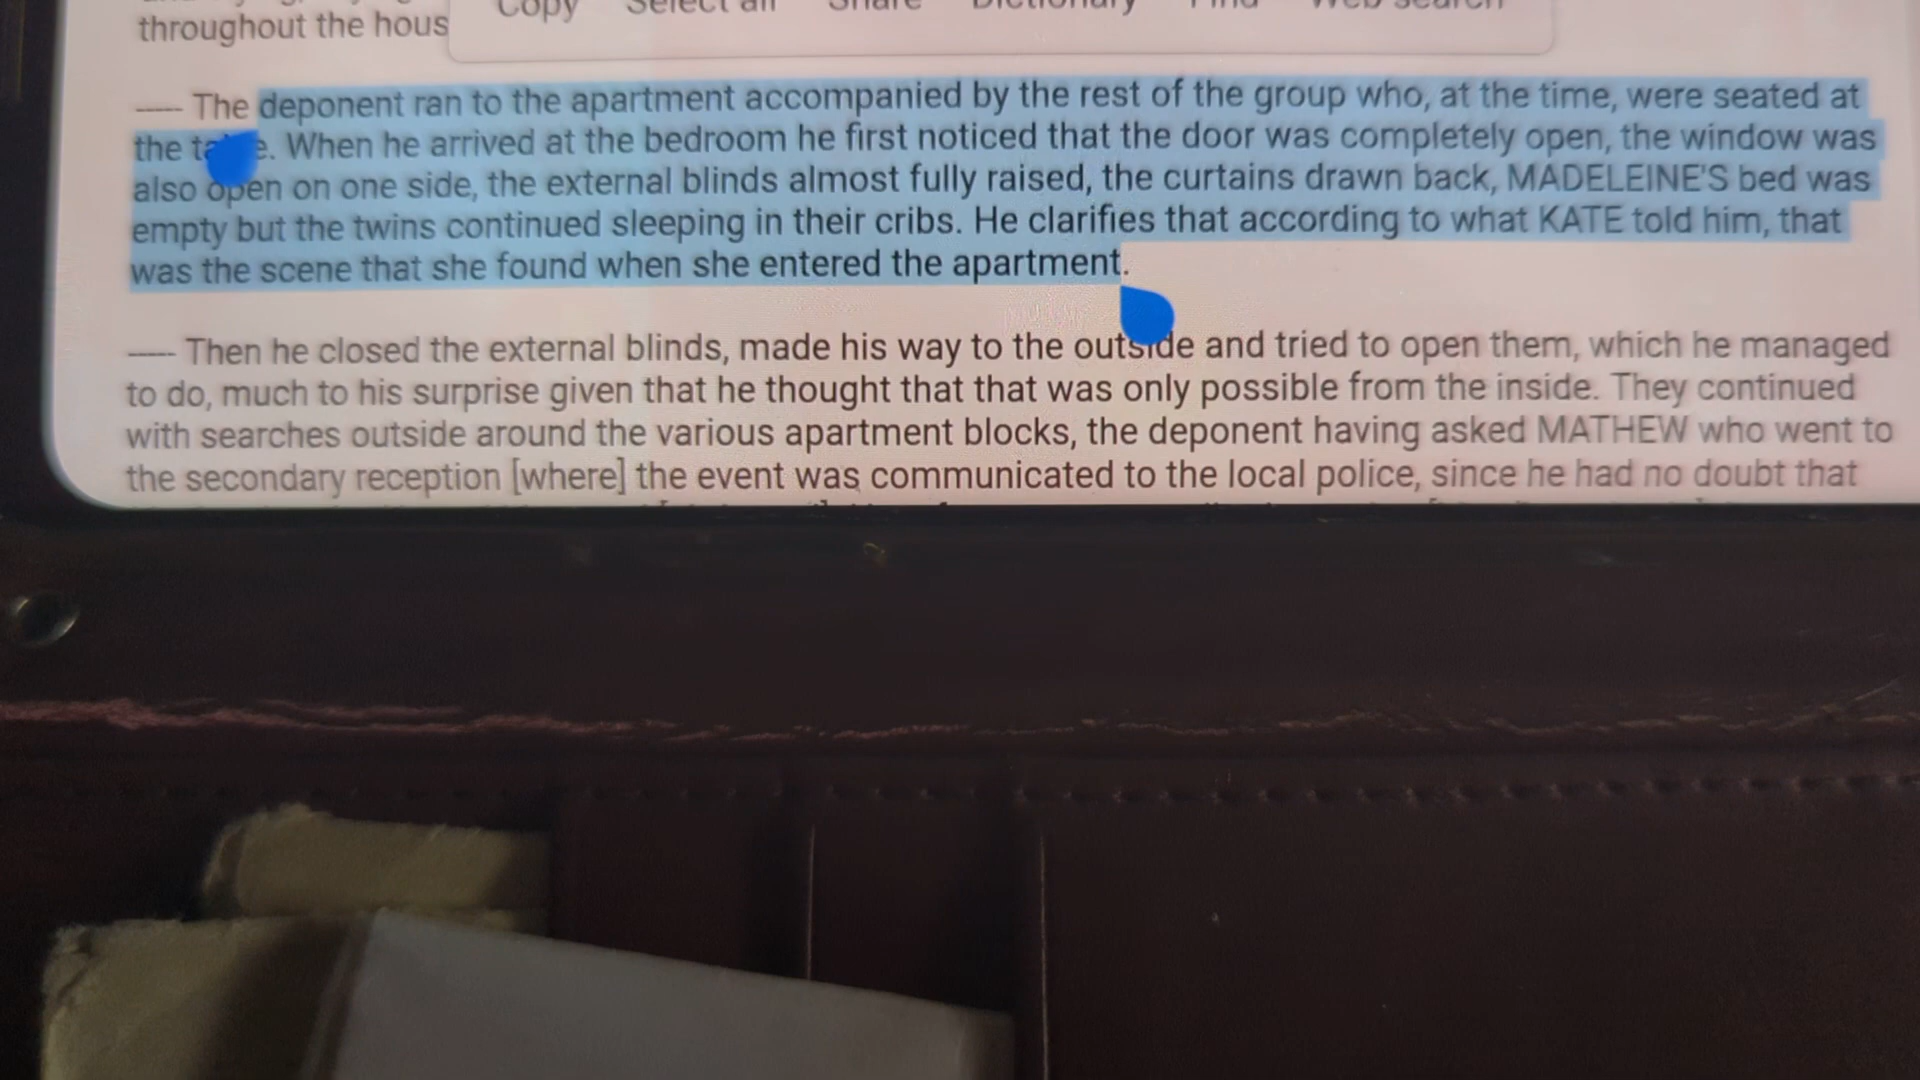 Copy Select all Share Dictionary Find Web search
throughout the hous
— The deponent ran to the apartment accompanied by the rest of the group who, at the time, were seated at
the . When he arrived at the bedroom he first noticed that the door was completely open, the window was
also open on one side, the external blinds almost fully raised, the curtains drawn back, MADELEINE'S bed was
empty but the twins continued sleeping in their cribs. He clarifies that according to what KATE told him, that
was the scene that she found when she entered the apartment.
— Then he closed the external blinds, made his way to the outside and tried to open them, which he managed
to do, much to his surprise given that he thought that that was only possible from the inside. They continued
with searches outside around the various apartment blocks, the deponent having asked MATHEW who went to
the secondary reception [where] the event was communicated to the local police, since he had no doubt that